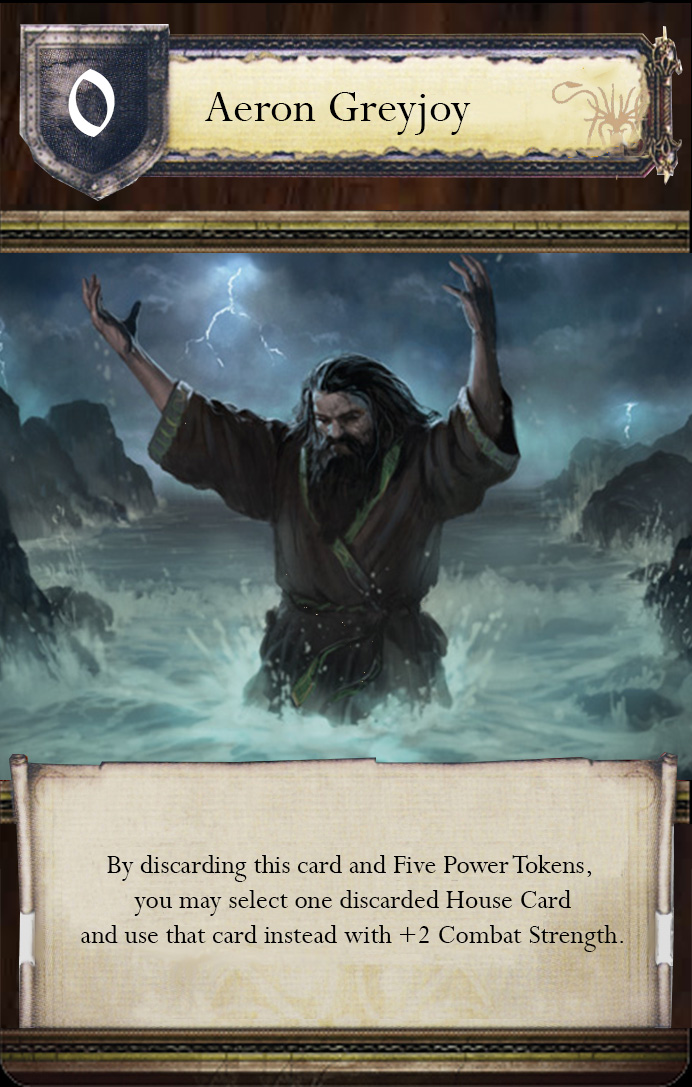 0
Aeron Greyjoy
By discarding this card and Five Power Tokens,
you may select one discarded House Card
and use that card instead with +2 Combat Strength.